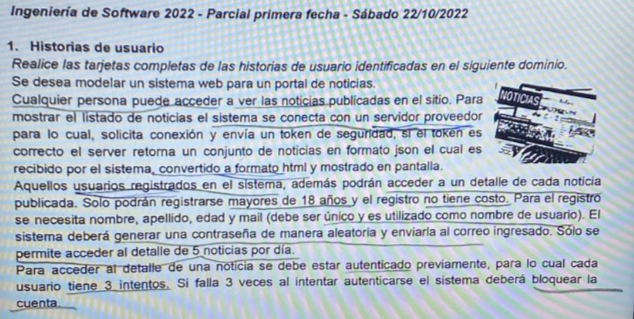 Ingeniería de Software 2022 - Parcial primera fecha - Sábado 22/10/2022
1. Historias de usuario
Realice las tarjetas completas de las historias de usuario identificadas en el siguiente dominio.
Se desea modelar un sistema web para un portal de noticias.
Cualquier persona puede acceder a ver las noticias publicadas en el sitio. Para
mostrar el listado de noticias el sistema se conecta con un servidor proveedor
para lo cual, solicita conexión y envía un token de seguridad, si el token es
correcto el server retorna un conjunto de noticias en formato json el cual es
recibido por el sistema, convertido a formato html y mostrado en pantalla.
NOTICIAS
Aquellos usuarios registrados en el sistema, además podrán acceder a un detalle de cada noticia
publicada. Solo podrán registrarse mayores de 18 años y el registro no tiene costo. Para el registro
se necesita nombre, apellido, edad y mail (debe ser único y es utilizado como nombre de usuario). El
sistema deberá generar una contraseña de manera aleatoria y enviarla al correo ingresado. Sólo se
permite acceder al detalle de 5 noticias por día.
Para acceder al detalle de una noticia se debe estar autenticado previamente, para lo cual cada
usuario tiene 3 intentos. Si falla 3 veces al intentar autenticarse el sistema deberá bloquear la
cuenta.